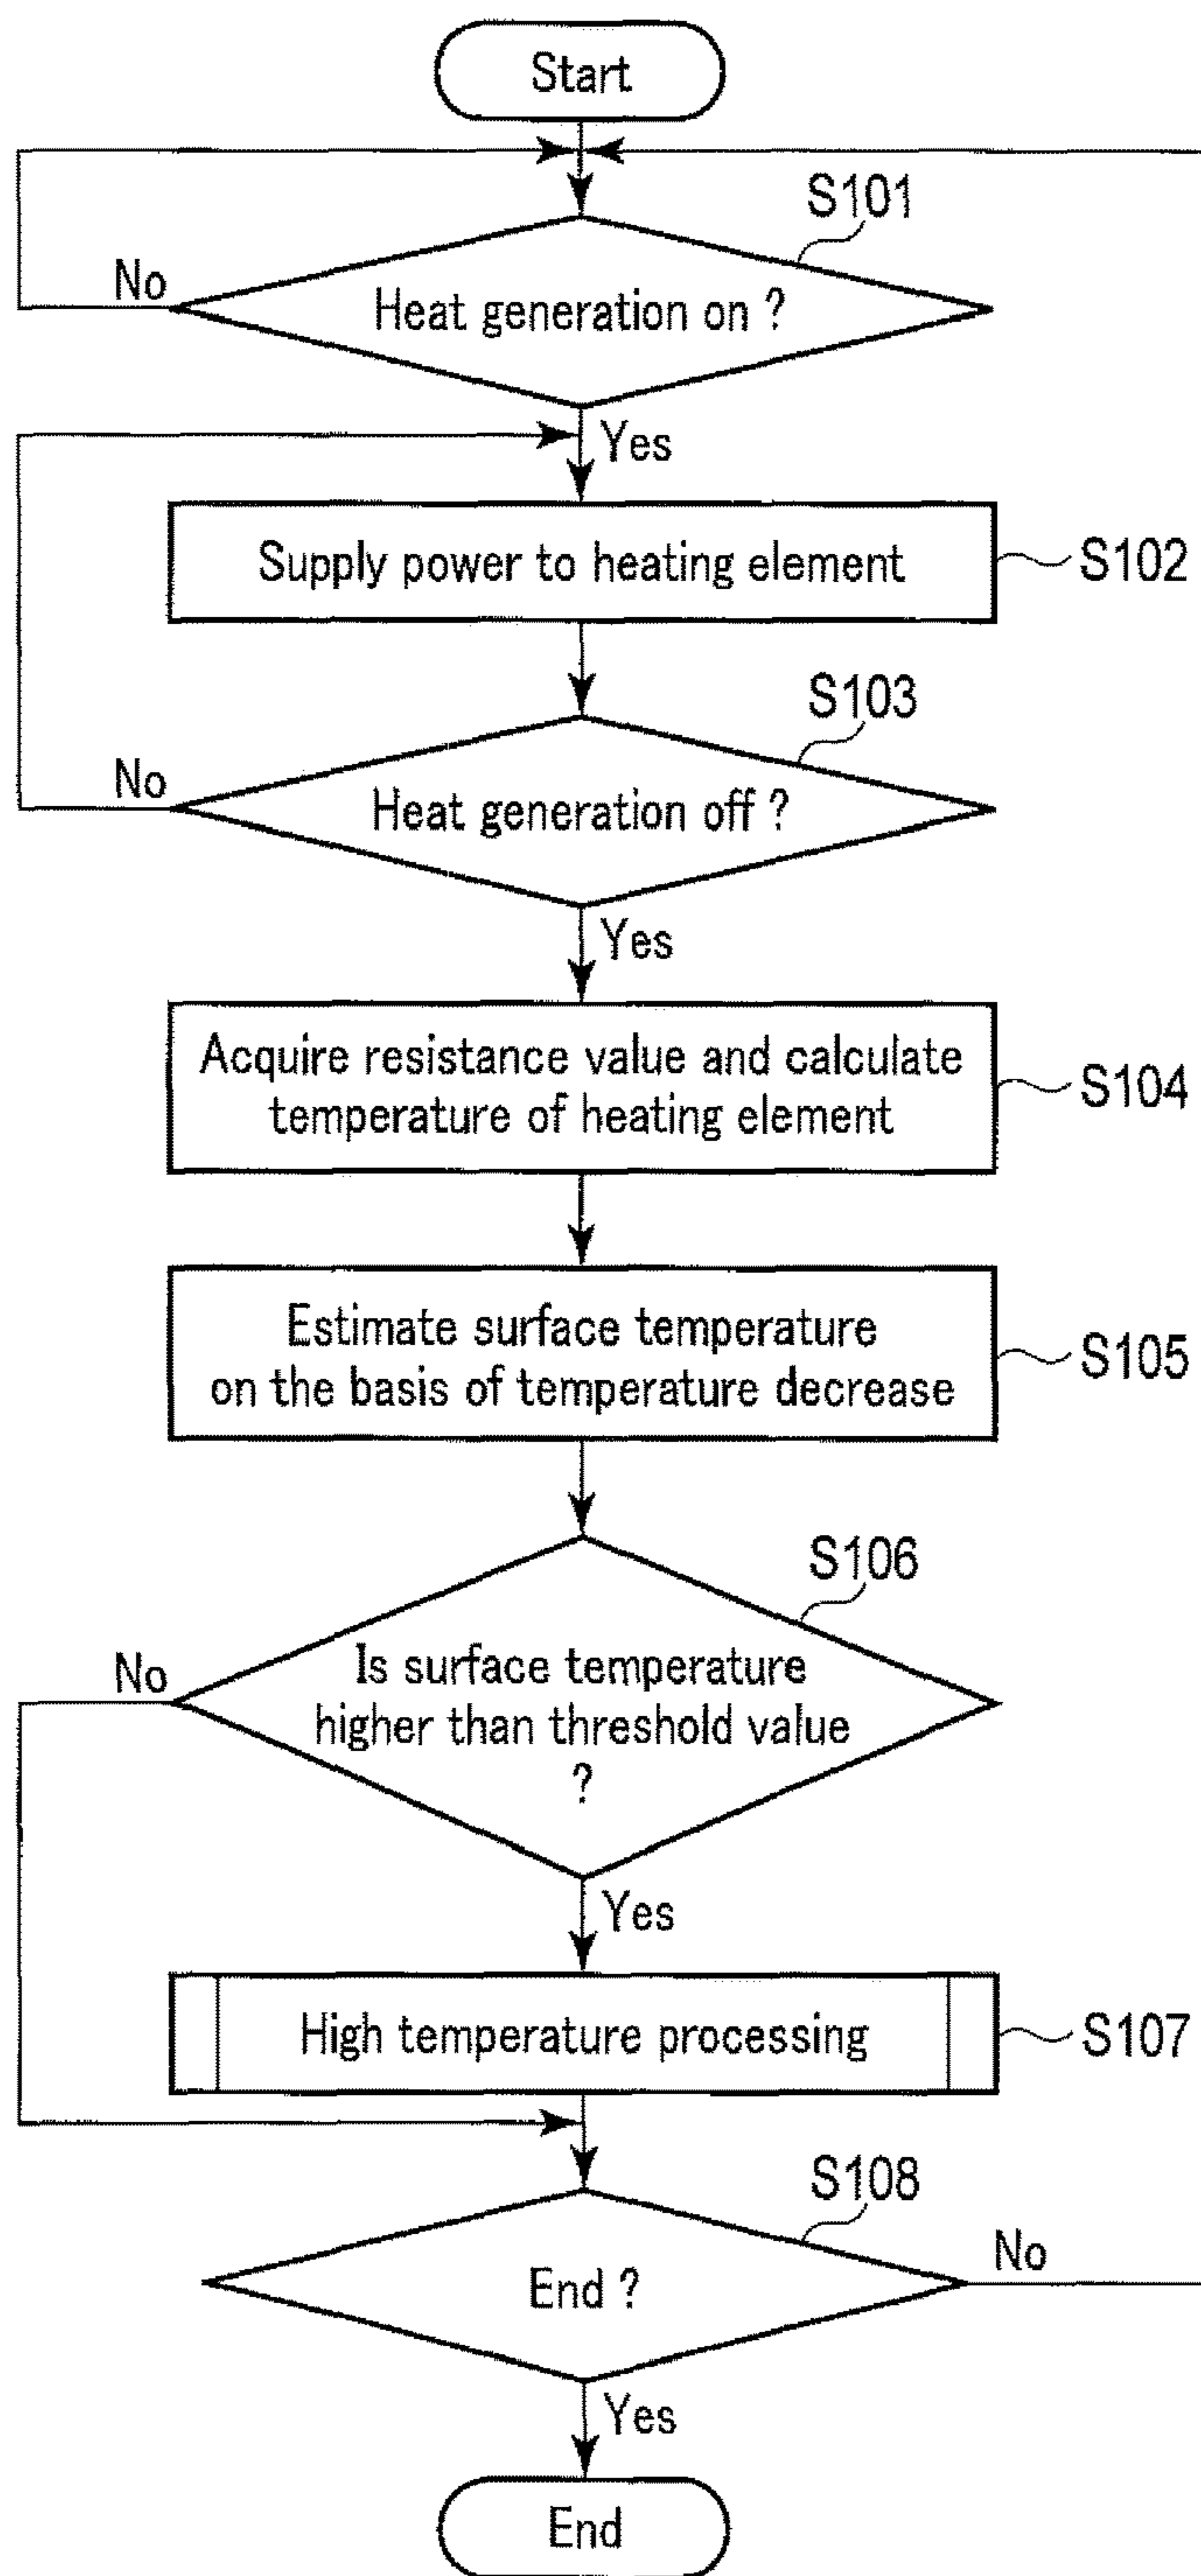 Start
S101
No
Heat generation on ?
Yes
Supply power to heating element
S102
S103
No
Heat generation off ?
Yes
Acquire resistance value and calculate
temperature of heating element
S104
Estimate surface temperature
on the basis of temperature decrease
S105
S106
No
Is surface temperature
higher than threshold value
?
Yes
High temperature processing
S107
S108
No
End ?
Yes
End